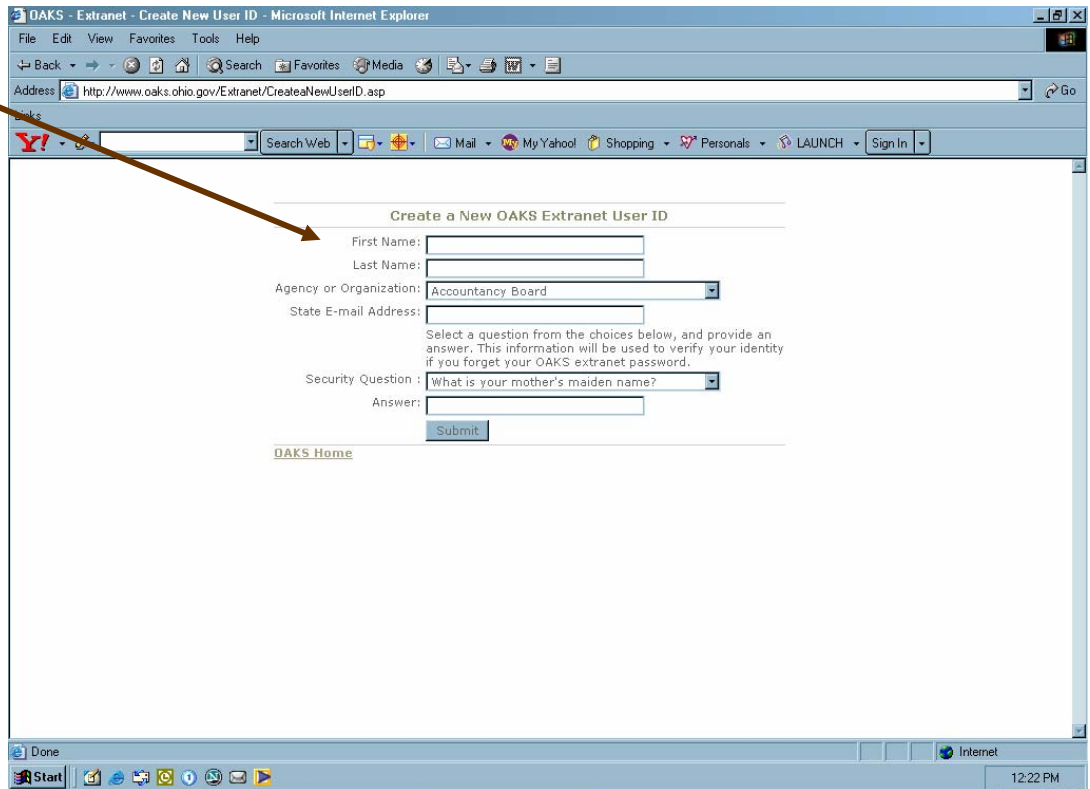 OAKS - Extranet - Create New User ID - Microsoft Internet Explorer
File Edit View Favorites Tools Help
Back Search Favorites Media
Address http://www.oaks.ohio.gov/Extranet/CreateaNewUserID.asp Go
Links
Y! Search Web Mail My Yahoo! Shopping Personals LAUNCH Sign In
Create a New OAKS Extranet User ID
First Name:
Last Name:
Agency or Organization: Accountancy Board
State E-mail Address:
Select a question from the choices below, and provide an
answer. This information will be used to verify your identity
if you forget your OAKS extranet password.
Security Question : What is your mother's maiden name?
Answer:
Submit
OAKS Home
Done Internet
Start 12:22 PM